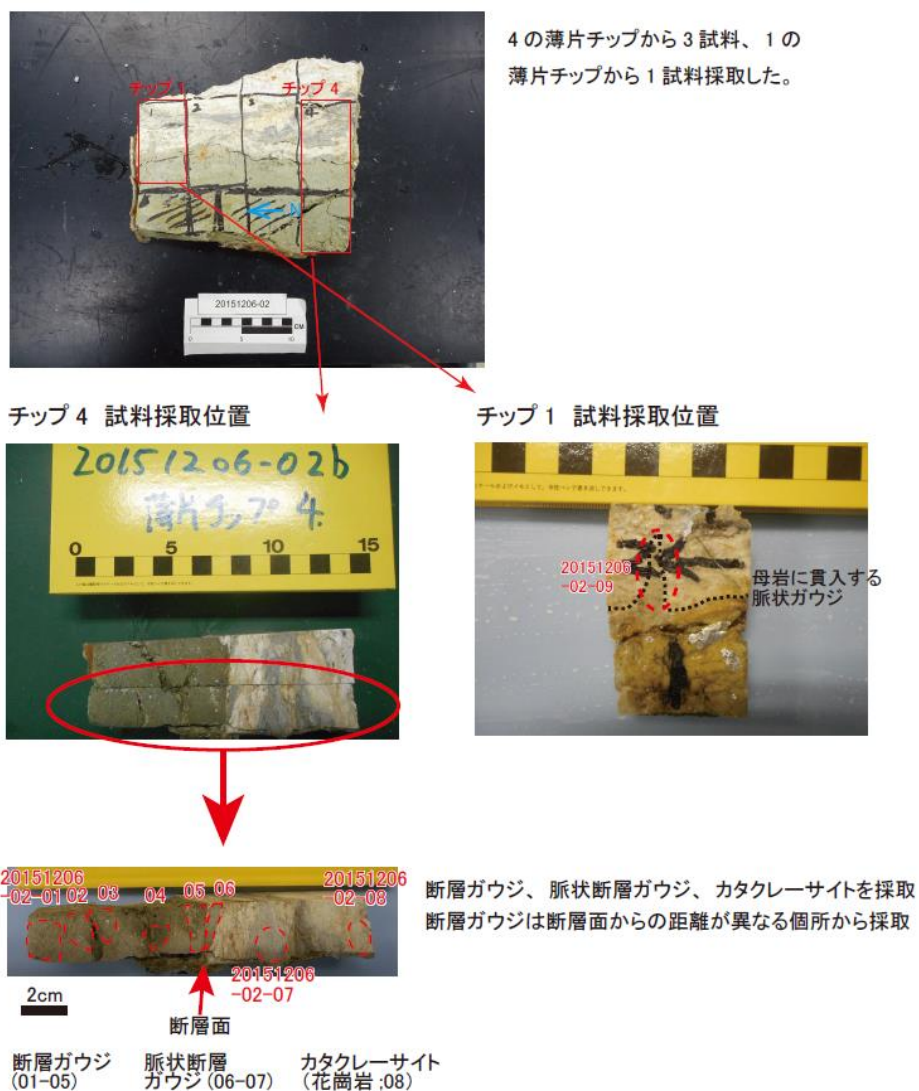 4 の薄片チップから 3 試料、1 の
薄片チップから 1 試料採取した。
チップ 1
チップ 4
1
2
3
4
20151206-02
CM
0
5
10
チップ 4 試料採取位置
チップ 1 試料採取位置
20151206-02b
薄片チップ 4.
0
5
10
15
20151206
-02-09
母岩に貫入する
脈状ガウジ
20151206
-02-01
02
03
04
05
06
20151206
-02-08
20151206
-02-07
断層ガウジ、脈状断層ガウジ、カタクレーサイトを採取
断層ガウジは断層面からの距離が異なる個所から採取
2cm
断層面
断層ガウジ
(01-05)
脈状断層
ガウジ (06-07)
カタクレーサイト
(花崗岩 ;08)